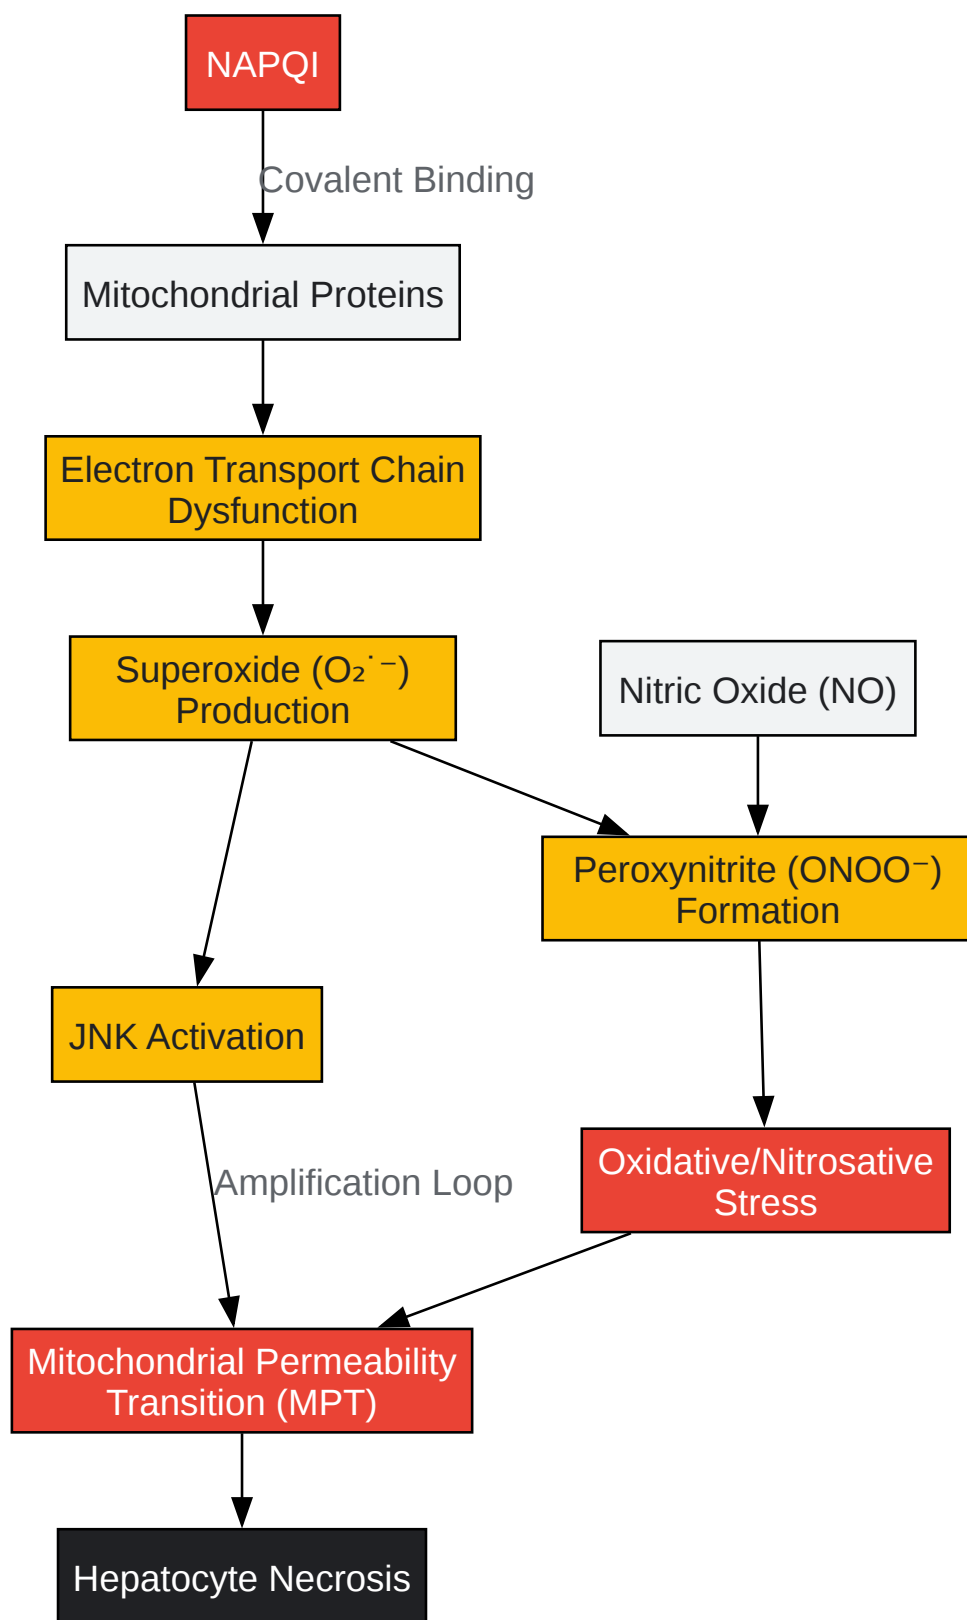 NAPQI
Covalent Binding
Mitochondrial Proteins
Electron Transport Chain
Dysfunction
Superoxide (O₂˙⁻)
Production
Nitric Oxide (NO)
Peroxynitrite (ONOO⁻)
Formation
JNK Activation
Oxidative/Nitrosative
Stress
Amplification Loop
Mitochondrial Permeability
Transition (MPT)
Hepatocyte Necrosis